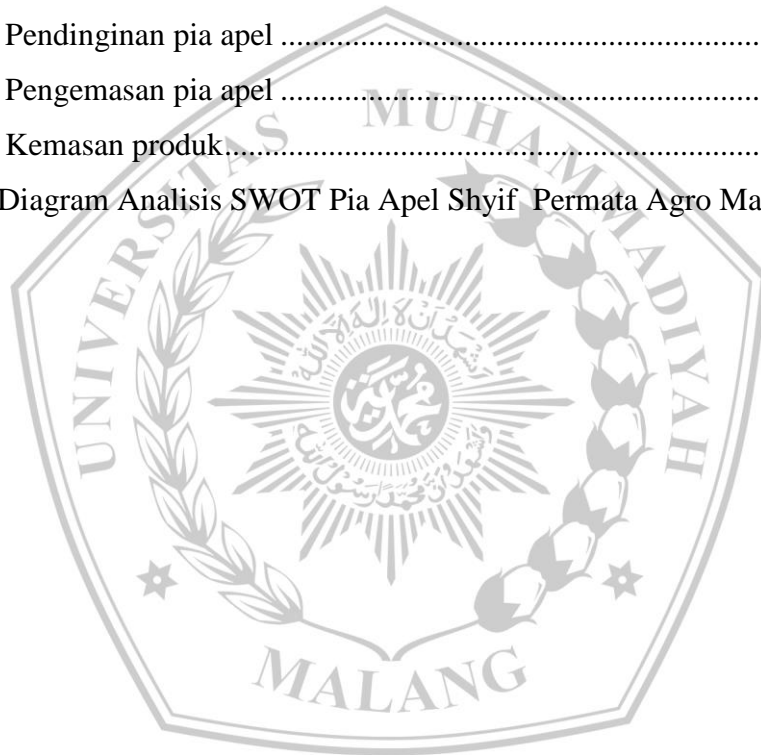 Pendinginan pia apel ..............................................................
Pengemasan pia apel ..............................................................
Kemasan produk.....................................................................
Diagram Analisis SWOT Pia Apel Shyif  Permata Agro Ma
UNIVERSITAS MUHAMMADIYAH
MALANG